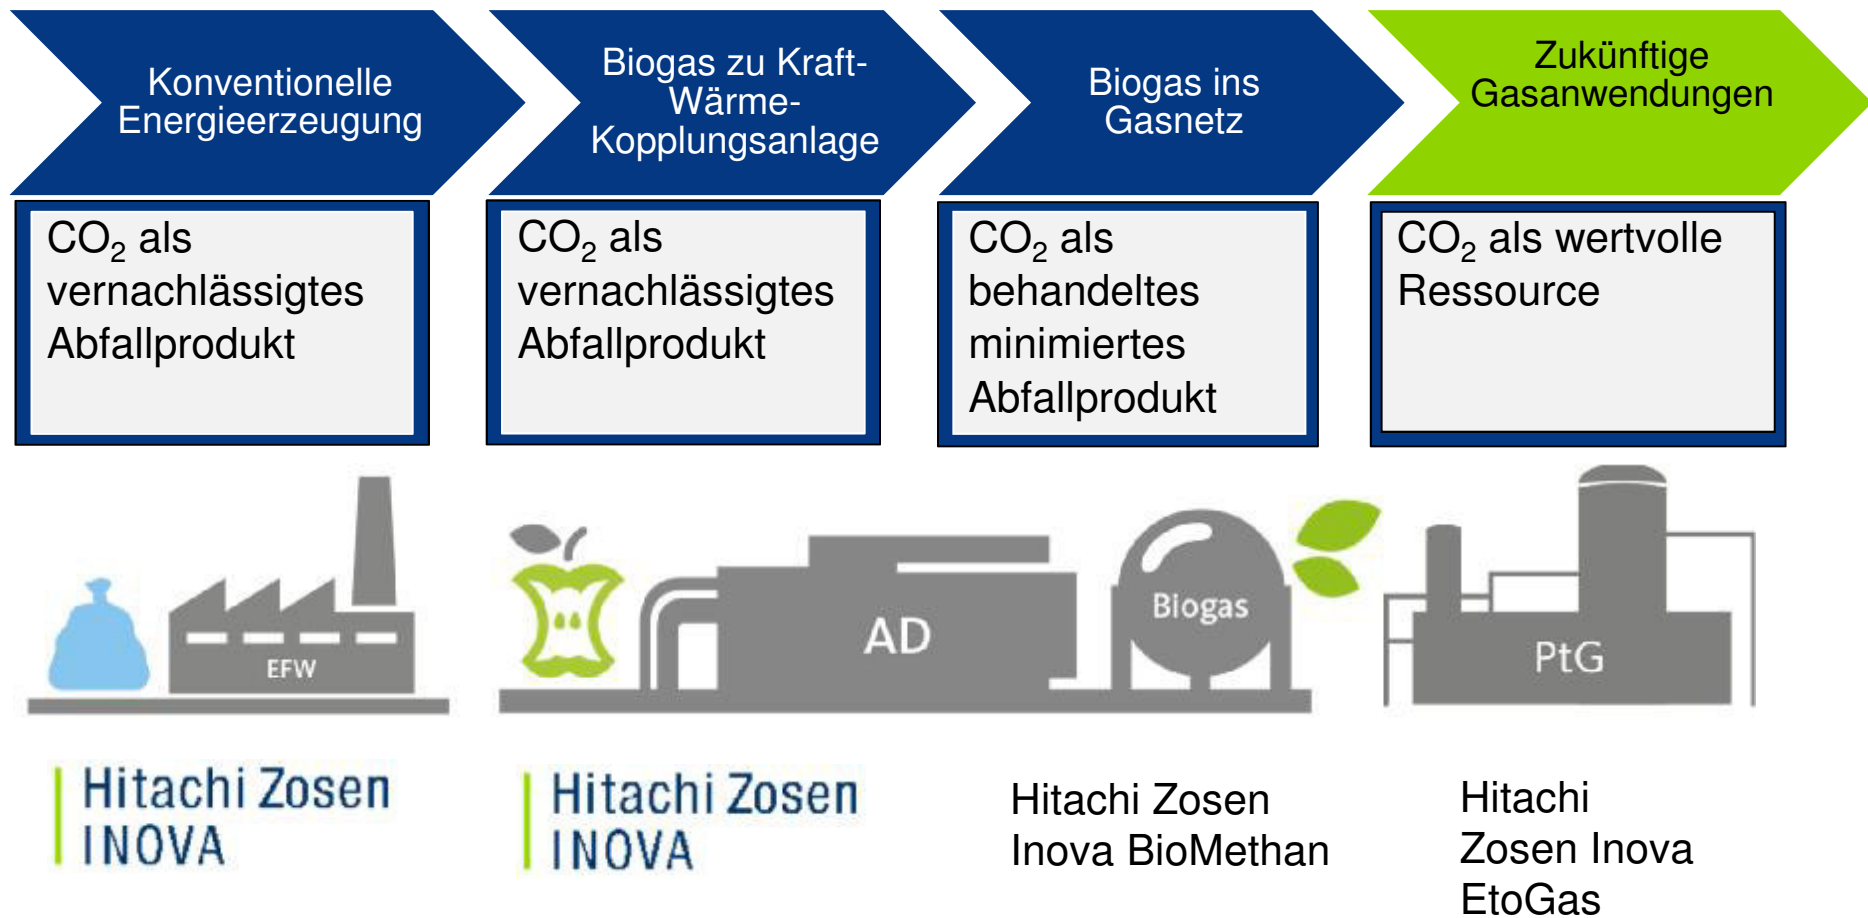 Konventionelle
Energieerzeugung
Biogas zu Kraft-
Wärme-
Kopplungsanlage
Biogas ins
Gasnetz
Zukünftige
Gasanwendungen
CO₂ als
vernachlässigtes
Abfallprodukt
CO₂ als
vernachlässigtes
Abfallprodukt
CO₂ als
behandeltes
minimiertes
Abfallprodukt
CO₂ als wertvolle
Ressource
EFW
AD
Biogas
PtG
Hitachi Zosen
INOVA
Hitachi Zosen
INOVA
Hitachi Zosen
Inova BioMethan
Hitachi
Zosen Inova
EtoGas